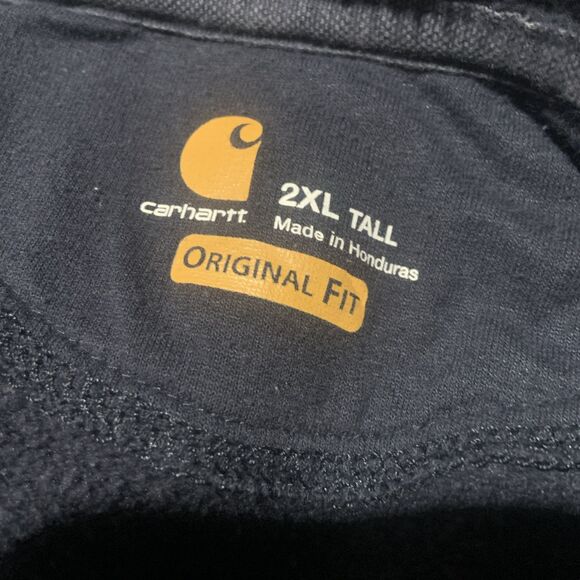 carhartt
2XL TALL
Made in Honduras
ORIGINAL FIT